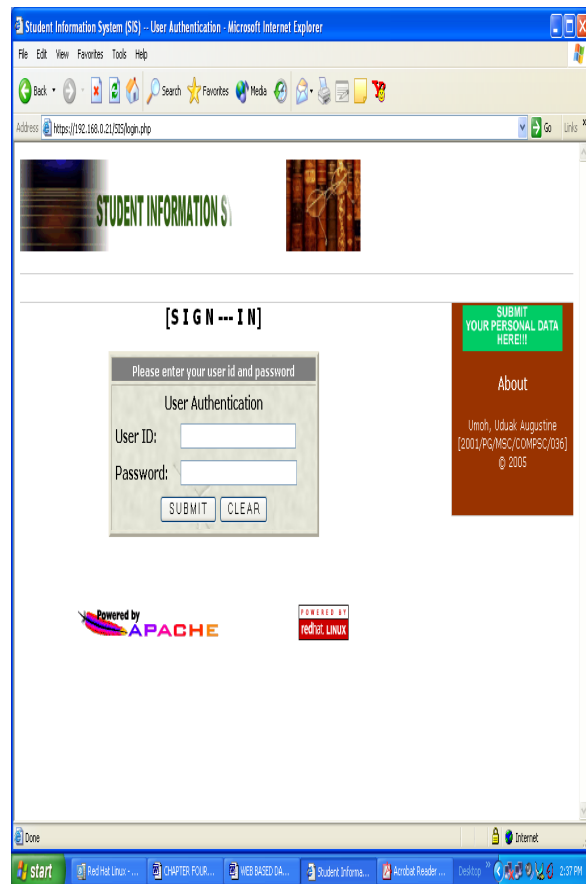 Student Information System (SIS) -- User Authentication - Microsoft Internet Explorer
File Edit View Favorites Tools Help
Back Search Favorites Media
Address https://192.168.0.21/SIS/login.php Go Links
STUDENT INFORMATION S
[S I G N --- I N]
Please enter your user id and password
User Authentication
User ID:
Password:
SUBMIT CLEAR
SUBMIT
YOUR PERSONAL DATA
HERE!!!
About
Umoh, Uduak Augustine
[2001/PG/MSC/COMPSC/036]
© 2005
Powered by
APACHE
POWERED BY
redhat. LINUX
Done Internet
start Red Hat Linux - ... CHAPTER FOUR... WEB BASED DA... Student Informa... Acrobat Reader ... Desktop 2:37 PM